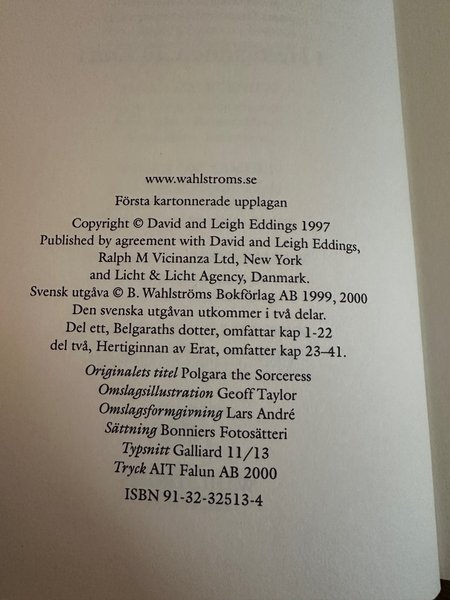 www.wahlstroms.se
Första kartonnerade upplagan
Copyright © David and Leigh Eddings 1997
Published by agreement with David and Leigh Eddings,
Ralph M Vicinanza Ltd, New York
and Licht & Licht Agency, Danmark.
Svensk utgåva © B. Wahlströms Bokförlag AB 1999, 2000
Den svenska utgåvan utkommer i två delar.
Del ett, Belgaraths dotter, omfattar kap 1-22
del två, Hertiginnan av Erat, omfatter kap 23–41.
Originalets titel Polgara the Sorceress
Omslagsillustration Geoff Taylor
Omslagsformgivning Lars André
Sättning Bonniers Fotosätteri
Typsnitt Galliard 11/13
Tryck AIT Falun AB 2000
ISBN 91-32-32513-4